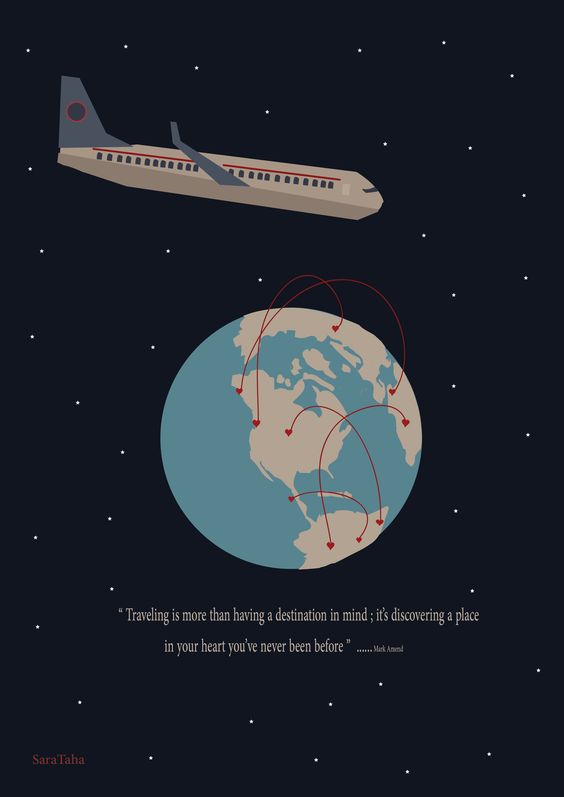 “ Traveling is more than having a destination in mind ; it's discovering a place
in your heart you've never been before ” ...... Mark Amend
SaraTaha